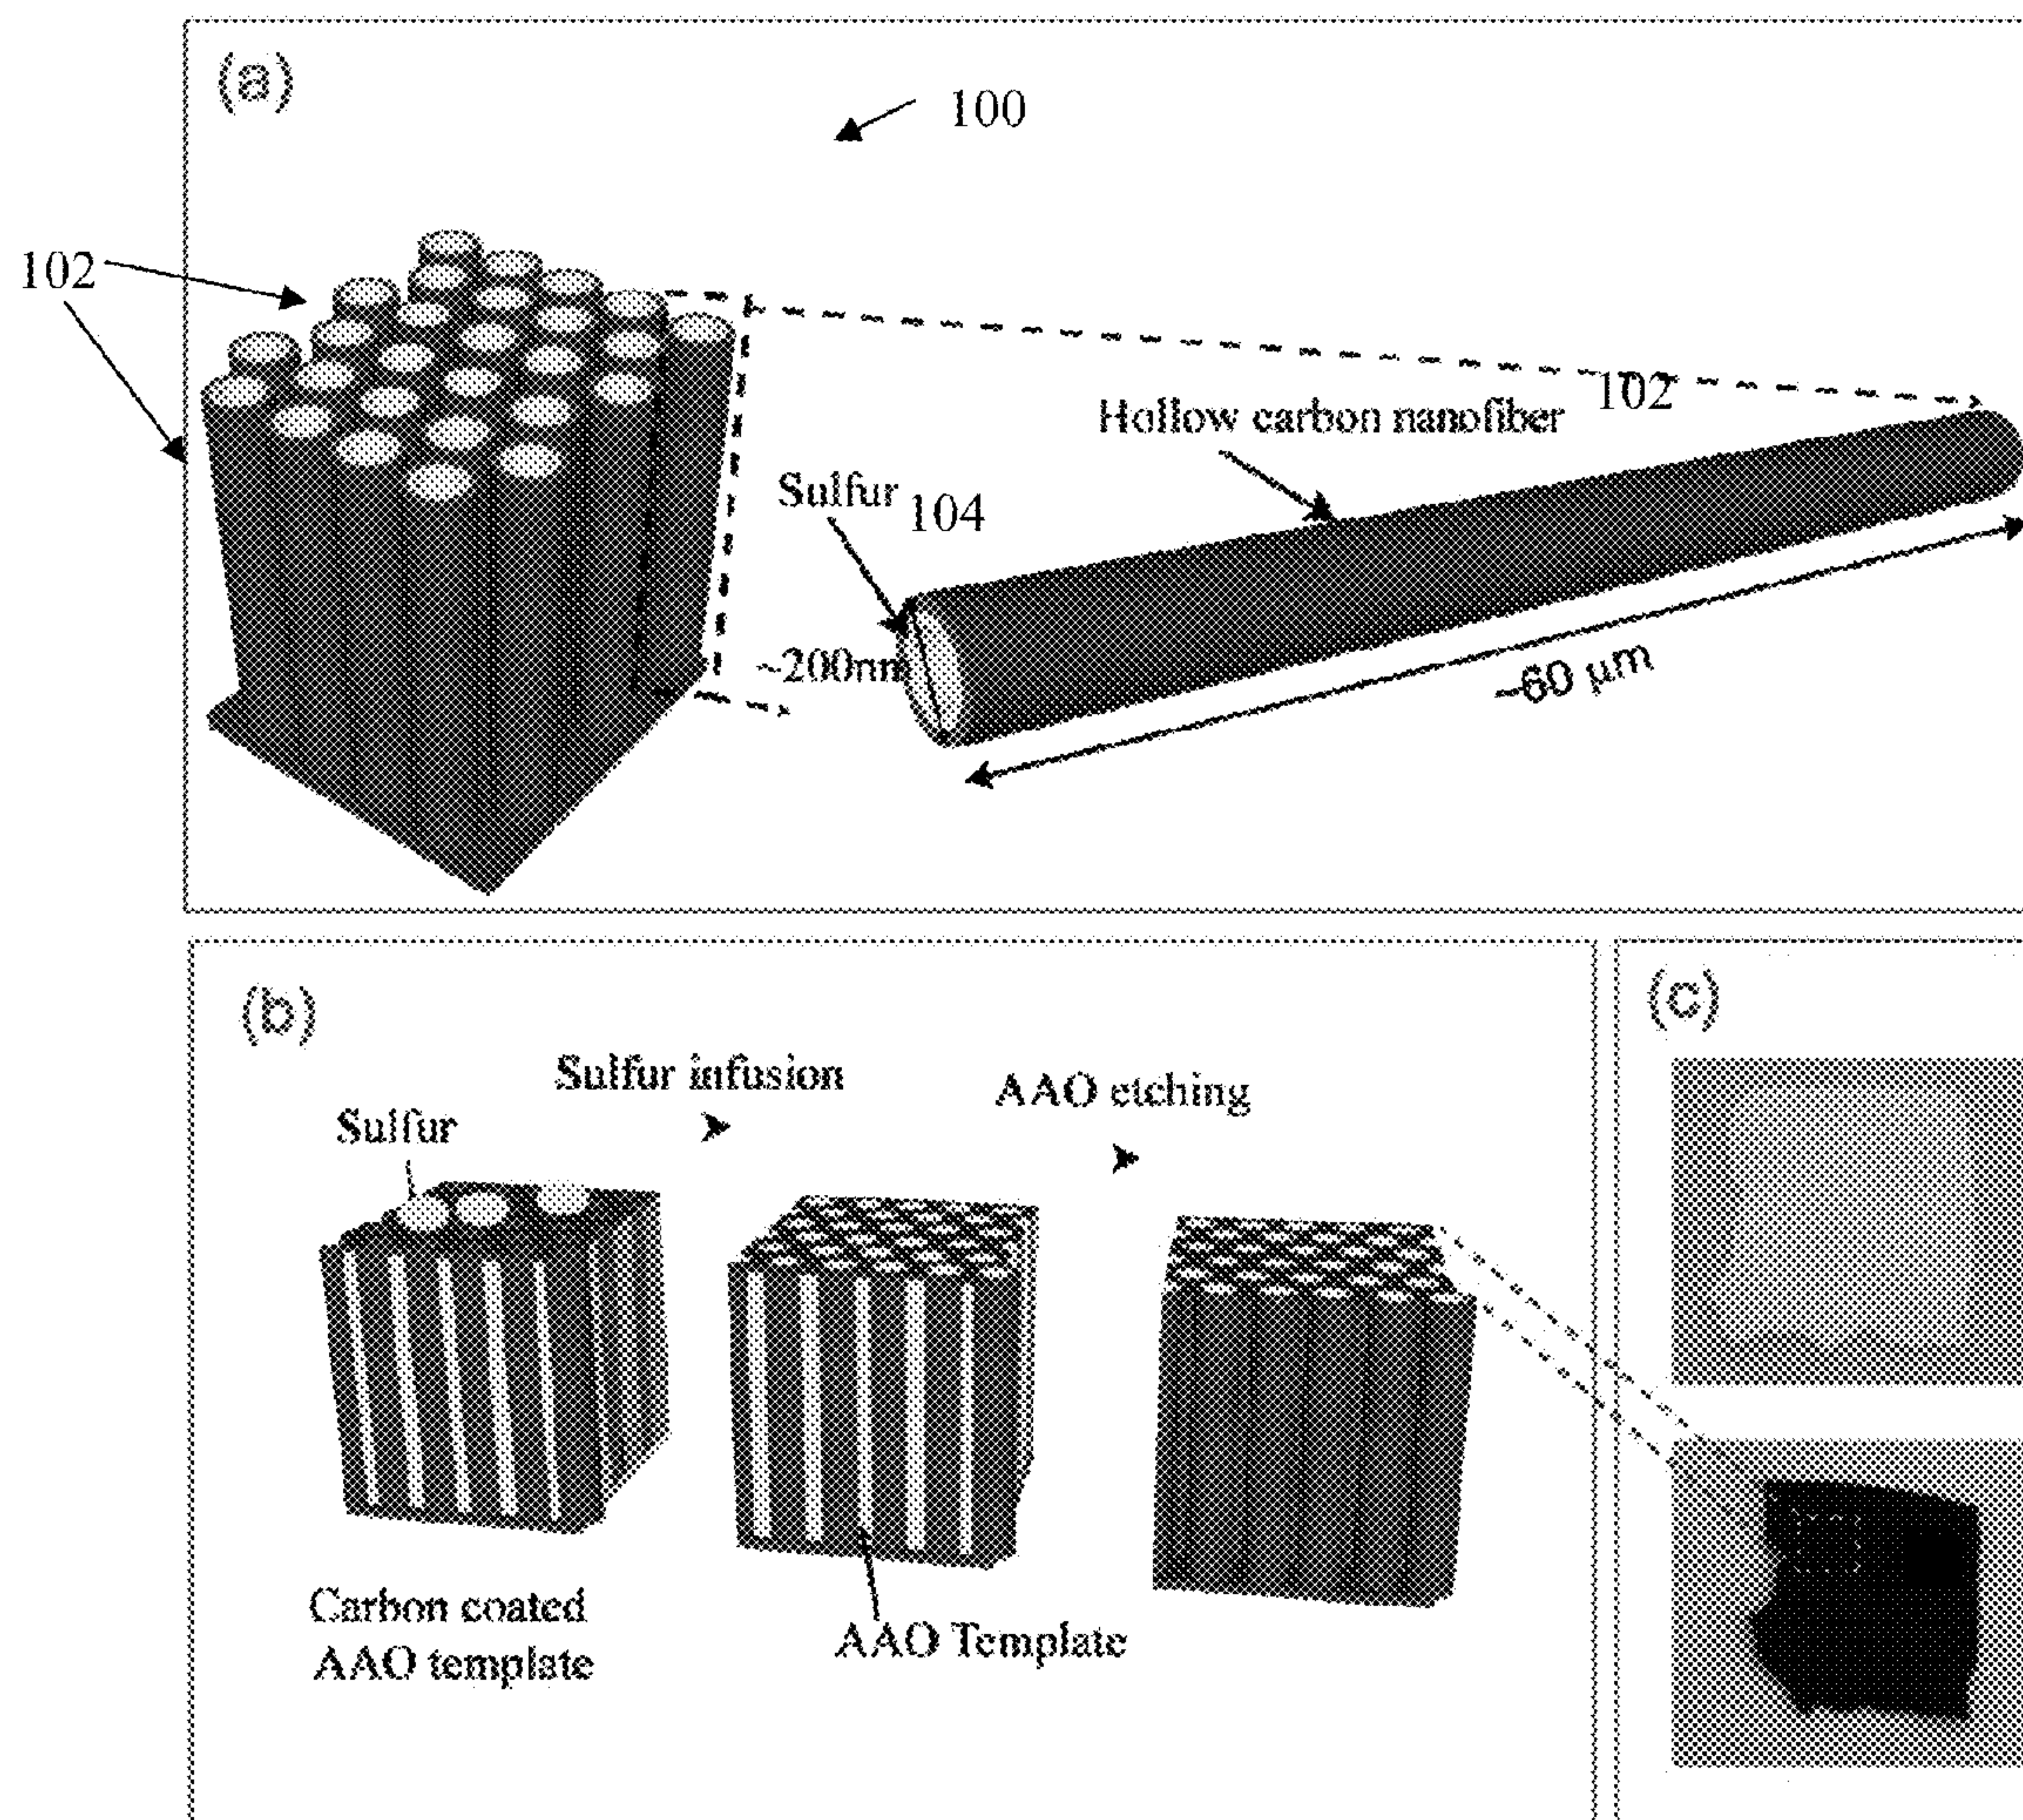 (a)
100
102
102
Hollow carbon nanofiber
Sulfur 104
~200nm
~60 μm
(b)
(c)
Sulfur infusion
AAO etching
Sulfur
Carbon coated
AAO template
AAO Template